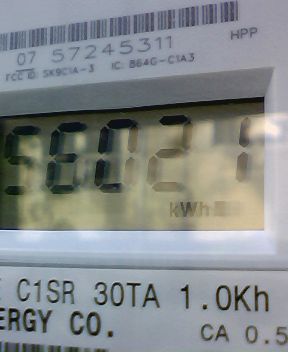 07 57245311 HPP
FCC ID: SK9C1A-3 IC: 864G-C1A3
56021
kWh
C1SR 30TA 1.0Kh
ERGY CO. CA 0.5